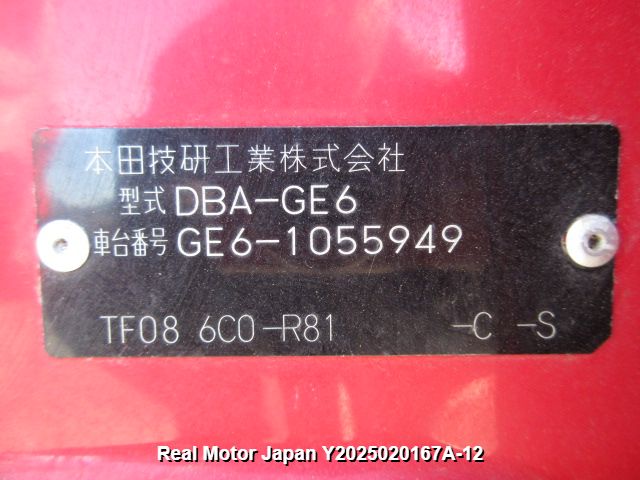 本田技研工業株式会社
型式 DBA-GE6
車台番号 GE6-1055949
TF08 6C0-R81 -C -S
Real Motor Japan Y2025020167A-12